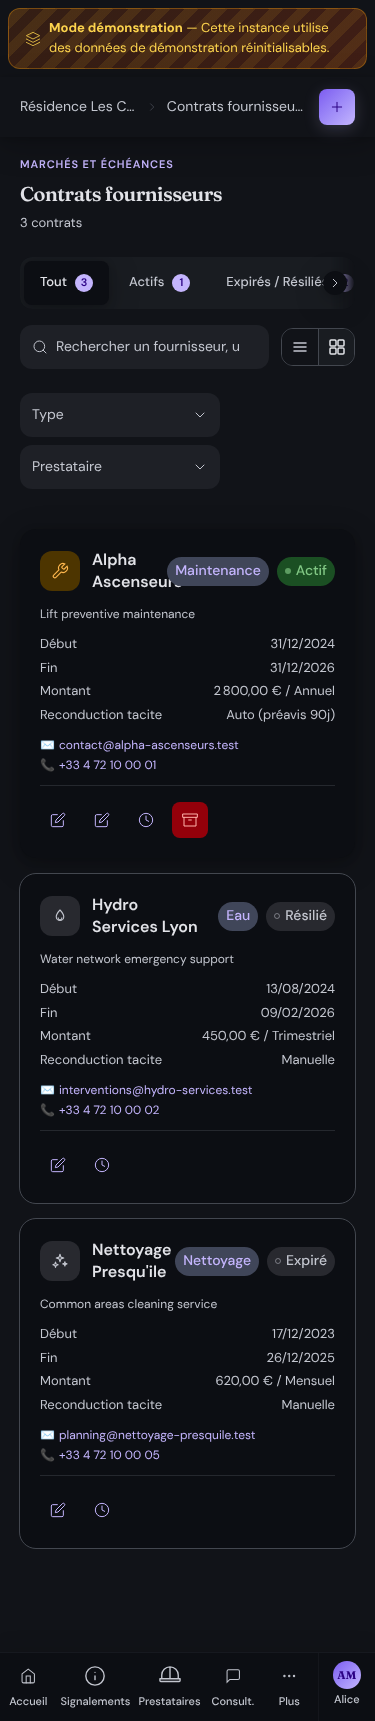 Mode démonstration — Cette instance utilise
des données de démonstration réinitialisables.
Résidence Les C... > Contrats fournisseu...
MARCHÉS ET ÉCHÉANCES
Contrats fournisseurs
3 contrats
Tout 3 Actifs 1 Expirés / Résiliés
Rechercher un fournisseur, u
Type
Prestataire
Alpha
Ascenseurs
Maintenance
Actif
Lift preventive maintenance
Début 31/12/2024
Fin 31/12/2026
Montant 2 800,00 € / Annuel
Reconduction tacite Auto (préavis 90j)
contact@alpha-ascenseurs.test
+33 4 72 10 00 01
Hydro
Services Lyon
Eau
Résilié
Water network emergency support
Début 13/08/2024
Fin 09/02/2026
Montant 450,00 € / Trimestriel
Reconduction tacite Manuelle
interventions@hydro-services.test
+33 4 72 10 00 02
Nettoyage
Presqu'ile
Nettoyage
Expiré
Common areas cleaning service
Début 17/12/2023
Fin 26/12/2025
Montant 620,00 € / Mensuel
Reconduction tacite Manuelle
planning@nettoyage-presquile.test
+33 4 72 10 00 05
Accueil Signalements Prestataires Consult. Plus
AM
Alice